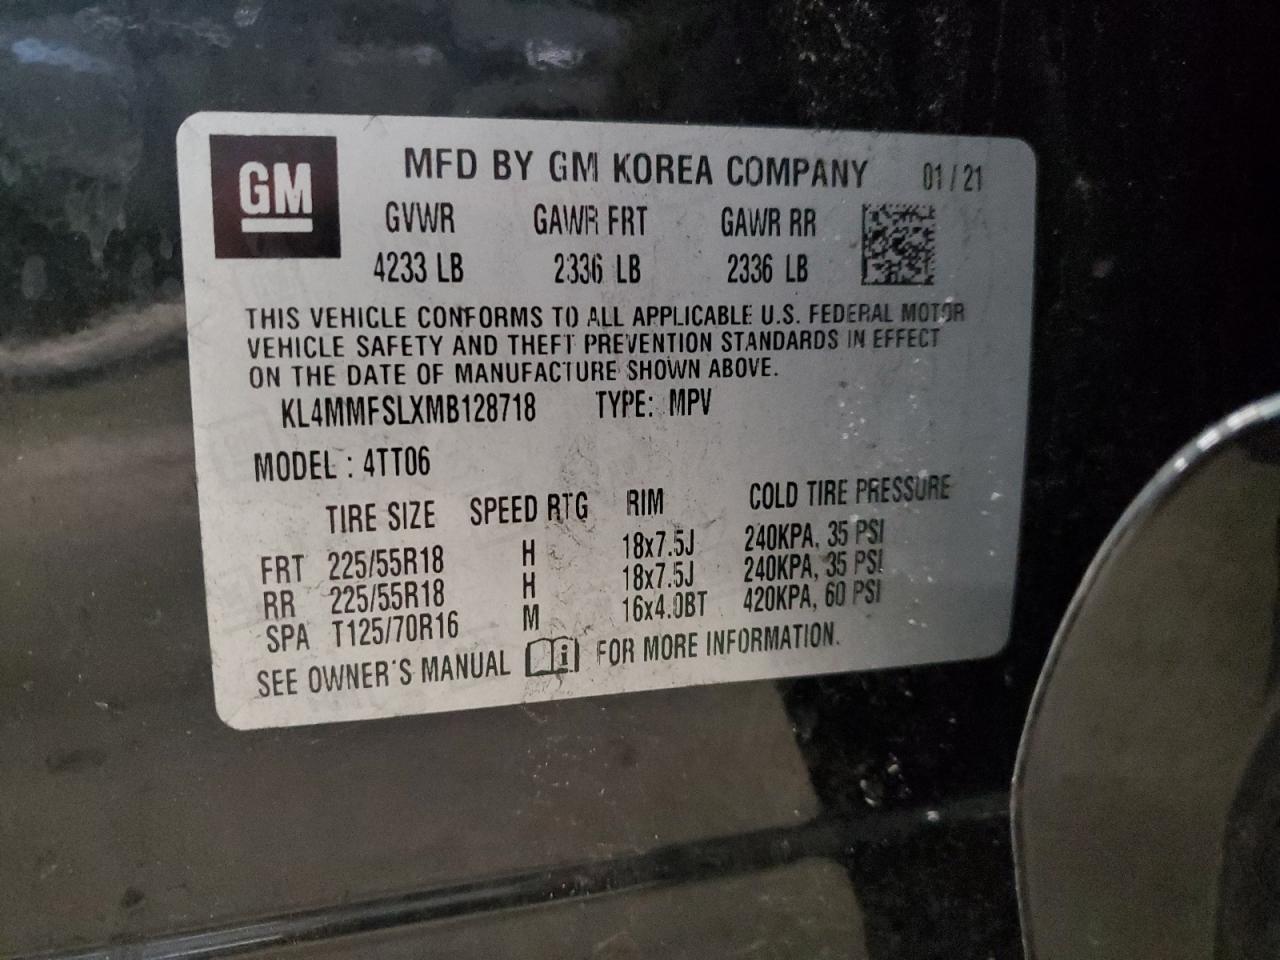 GM
MFD BY GM KOREA COMPANY 01/21
GVWR GAWR FRT GAWR RR
4233 LB 2336 LB 2336 LB
THIS VEHICLE CONFORMS TO ALL APPLICABLE U.S. FEDERAL MOTOR
VEHICLE SAFETY AND THEFT PREVENTION STANDARDS IN EFFECT
ON THE DATE OF MANUFACTURE SHOWN ABOVE.
KL4MMFSLXMB128718 TYPE: MPV
MODEL : 4TT06
TIRE SIZE SPEED RTG RIM COLD TIRE PRESSURE
FRT 225/55R18 H 18x7.5J 240KPA, 35 PSI
RR 225/55R18 H 18x7.5J 240KPA, 35 PSI
SPA T125/70R16 M 16x4.0BT 420KPA, 60 PSI
SEE OWNER'S MANUAL i FOR MORE INFORMATION.